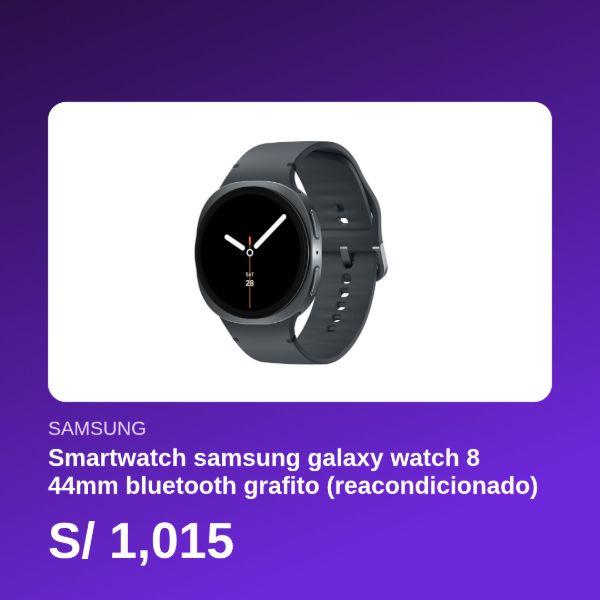 SAT
28
SAMSUNG
Smartwatch samsung galaxy watch 8
44mm bluetooth grafito (reacondicionado)
S/ 1,015